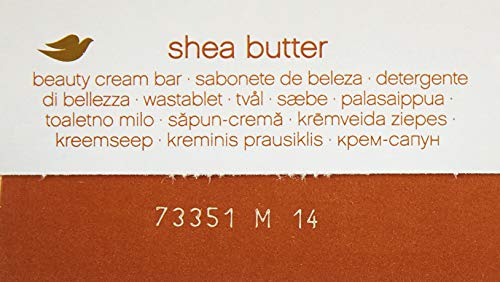 shea butter
beauty cream bar · sabonete de beleza · detergente
di bellezza · wastablet · tvål · sæbe · palasaippua ·
toaletno milo · săpun-cremă · krēmveida ziepes ·
kreemseep · kreminis prausiklis · крем-сапун
73351 M 14